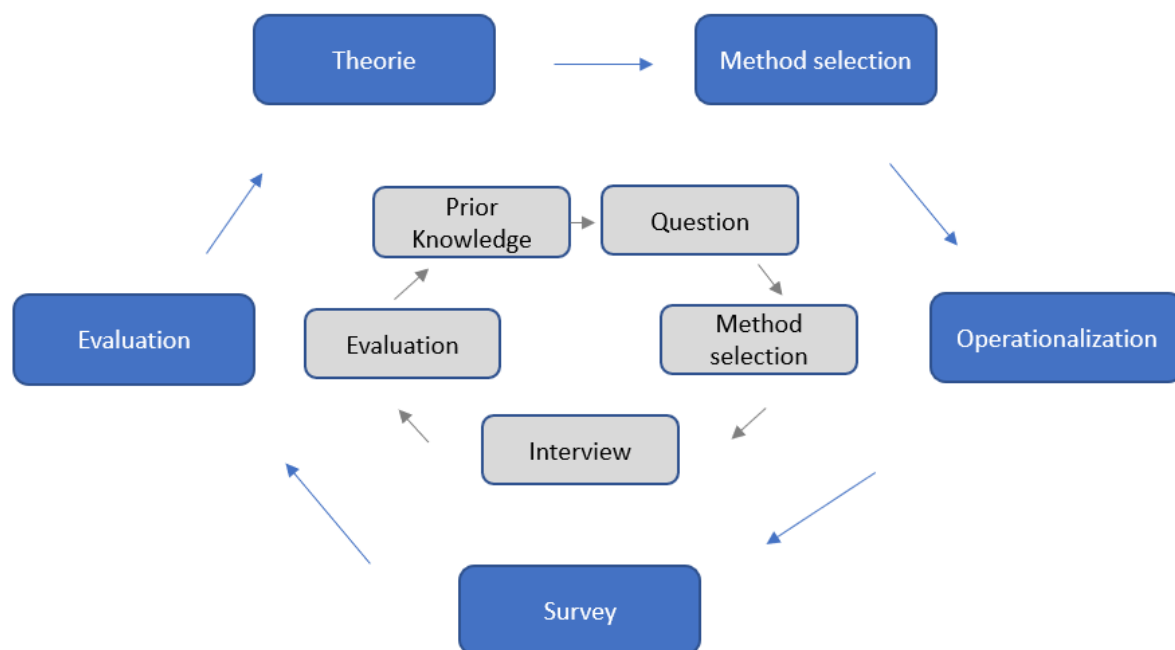 Theorie
Method selection
Prior
Knowledge
Question
Evaluation
Evaluation
Method
selection
Operationalization
Interview
Survey